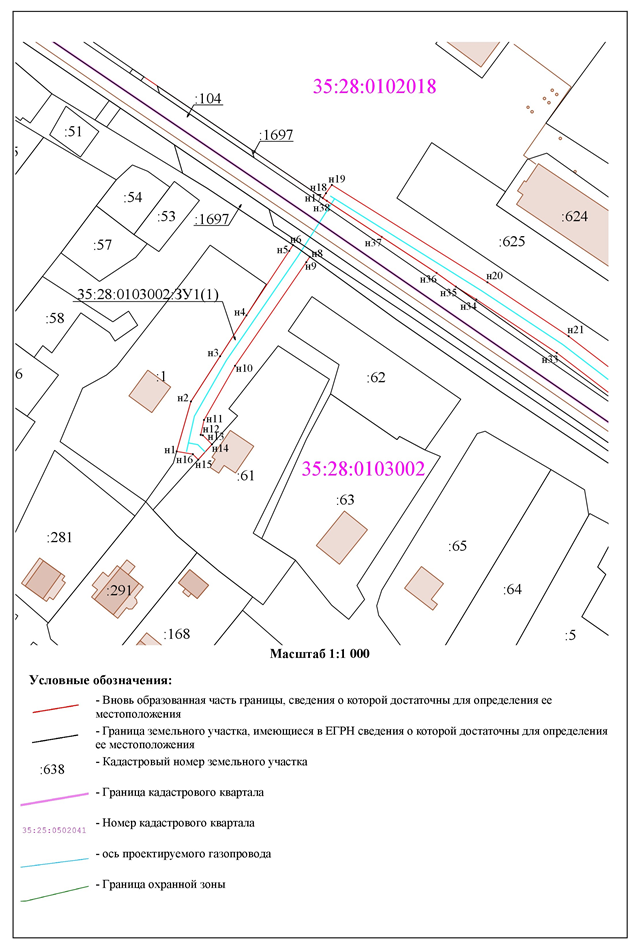 35:28:0102018
:104
:51
:1697
н19
н18
н17
н38
:54
:53
:1697
:624
:57
н6
н5
н8
н9
н37
:625
н36
н20
35:28:0103002:ЗУ1(1)
н35
н34
:58
н4
н21
н3
н33
н10
6
:1
:62
н2
н11
н12
н13
н14
н1
н16
н15
:61
35:28:0103002
:63
:281
:65
:291
:64
:168
:5
Масштаб 1:1 000
Условные обозначения:
- Вновь образованная часть границы, сведения о которой достаточны для определения ее
местоположения
- Граница земельного участка, имеющиеся в ЕГРН сведения о которой достаточны для определения
ее местоположения
:638 - Кадастровый номер земельного участка
- Граница кадастрового квартала
35:25:0502041 - Номер кадастрового квартала
- ось проектируемого газопровода
- Граница охранной зоны